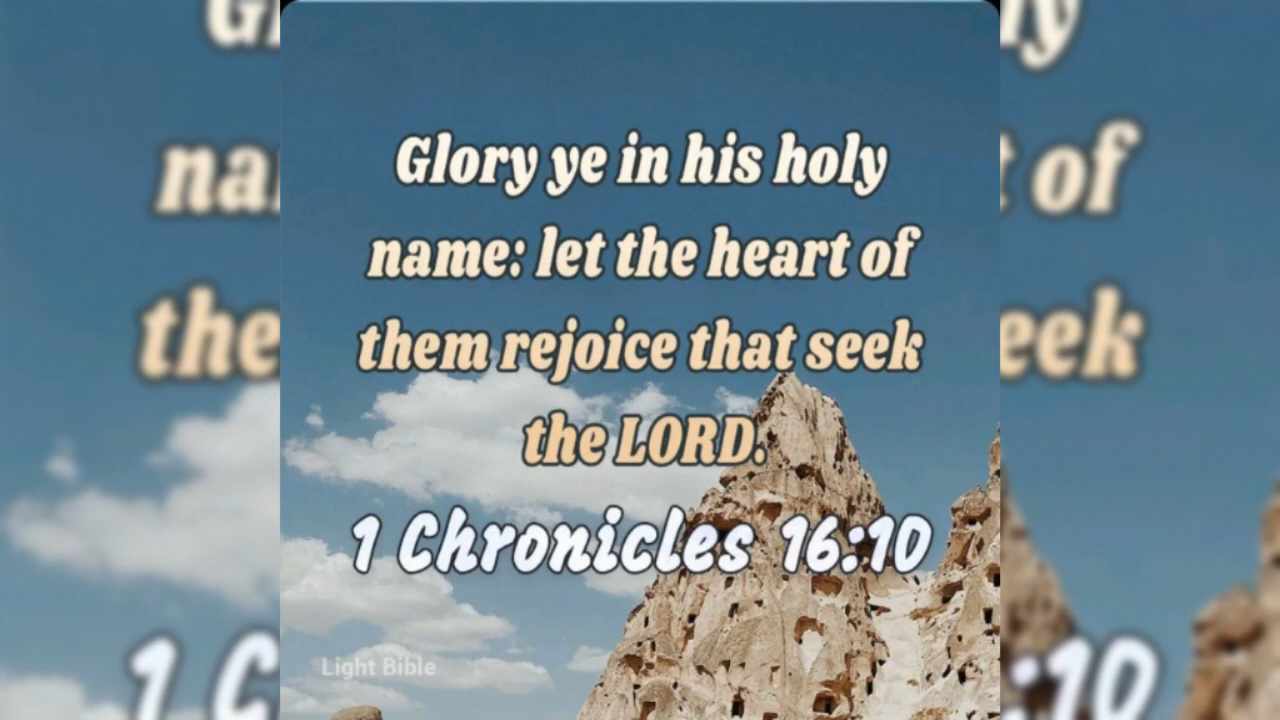 Glory ye in his holy
name: let the heart of
them rejoice that seek
the LORD.
1 Chronicles 16:10
Light Bible